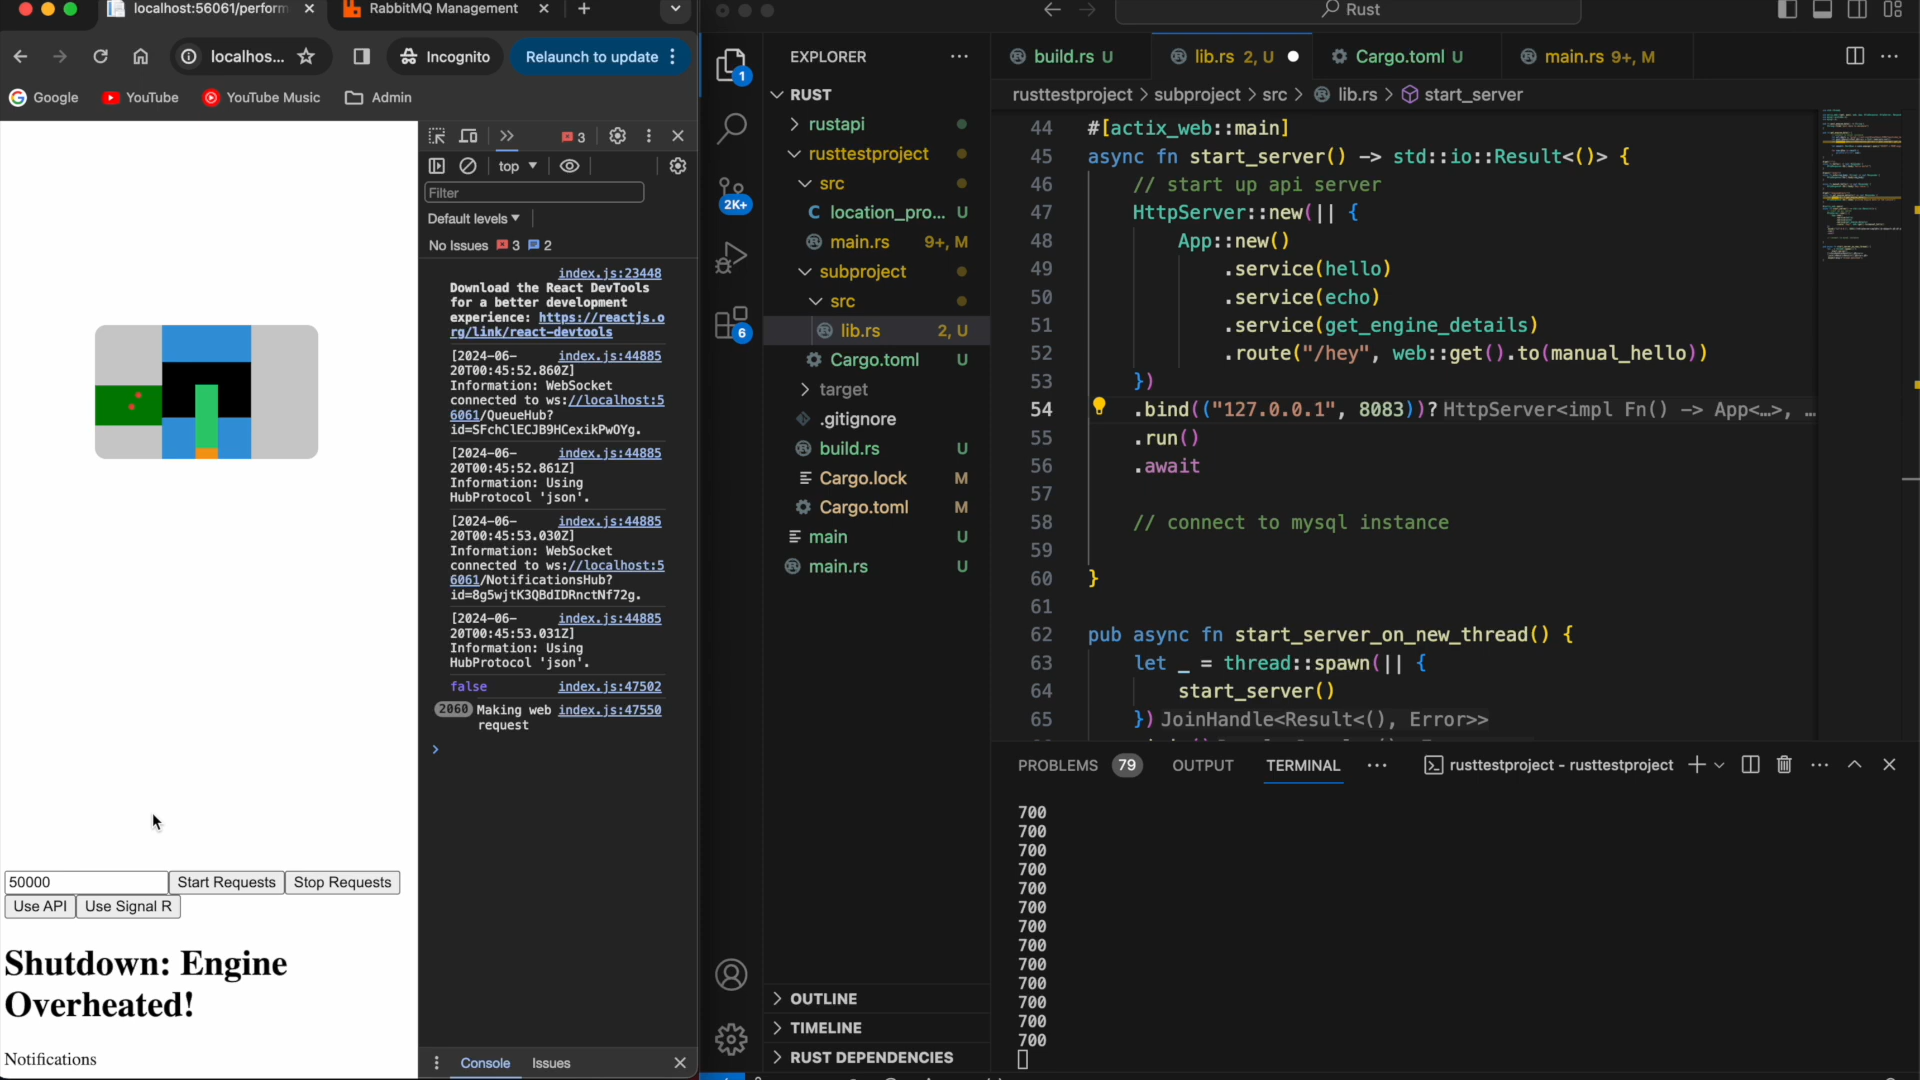 localhost:56061/perform
RabbitMQ Management
localhos...
Incognito
Relaunch to update
Google
YouTube
YouTube Music
Admin
3
top
Filter
Default levels
No Issues 3 2
index.js:23448
Download the React DevTools
for a better development
experience: https://reactjs.o
rg/link/react-devtools
[2024-06- index.js:44885
20T00:45:52.860Z]
Information: WebSocket
connected to ws://localhost:5
6061/QueueHub?
id=SFchClECJB9HCexikPwOYg.
[2024-06- index.js:44885
20T00:45:52.861Z]
Information: Using
HubProtocol 'json'.
[2024-06- index.js:44885
20T00:45:53.030Z]
Information: WebSocket
connected to ws://localhost:5
6061/NotificationsHub?
id=8g5wjtK3QBdIDRnctNf72g.
[2024-06- index.js:44885
20T00:45:53.031Z]
Information: Using
HubProtocol 'json'.
false index.js:47502
2060 Making web index.js:47550
request
Console
Issues
50000
Start Requests
Stop Requests
Use API
Use Signal R
Shutdown: Engine
Overheated!
Notifications
Rust
1
2K+
6
EXPLORER
RUST
rustapi
rusttestproject
src
location_pro... U
main.rs 9+, M
subproject
src
lib.rs 2, U
Cargo.toml U
target
.gitignore
build.rs U
Cargo.lock M
Cargo.toml M
main U
main.rs U
OUTLINE
TIMELINE
RUST DEPENDENCIES
build.rs U
lib.rs 2, U
Cargo.toml U
main.rs 9+, M
rusttestproject > subproject > src > lib.rs > start_server
44 #[actix_web::main]
45 async fn start_server() -> std::io::Result<()> {
46 // start up api server
47 HttpServer::new(|| {
48 App::new()
49 .service(hello)
50 .service(echo)
51 .service(get_engine_details)
52 .route("/hey", web::get().to(manual_hello))
53 })
54 .bind(("127.0.0.1", 8083))? HttpServer<impl Fn() -> App<…>, …
55 .run()
56 .await
57
58 // connect to mysql instance
59
60 }
61
62 pub async fn start_server_on_new_thread() {
63 let _ = thread::spawn(|| {
64 start_server()
65 }) JoinHandle<Result<(), Error>>
PROBLEMS 79
OUTPUT
TERMINAL
rusttestproject - rusttestproject
700
700
700
700
700
700
700
700
700
700
700
700
700